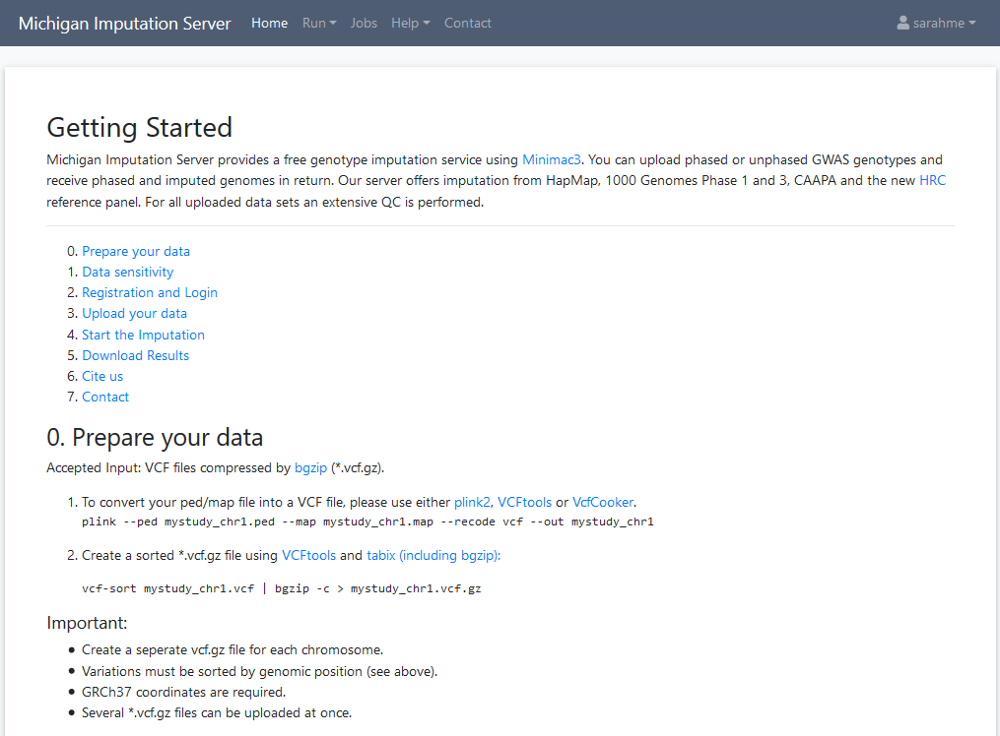 Michigan Imputation Server Home Run Jobs Help Contact sarahme
Getting Started
Michigan Imputation Server provides a free genotype imputation service using Minimac3. You can upload phased or unphased GWAS genotypes and
receive phased and imputed genomes in return. Our server offers imputation from HapMap, 1000 Genomes Phase 1 and 3, CAAPA and the new HRC
reference panel. For all uploaded data sets an extensive QC is performed.
0. Prepare your data
1. Data sensitivity
2. Registration and Login
3. Upload your data
4. Start the Imputation
5. Download Results
6. Cite us
7. Contact
0. Prepare your data
Accepted Input: VCF files compressed by bgzip (*.vcf.gz).
1. To convert your ped/map file into a VCF file, please use either plink2, VCFtools or VcfCooker.
plink --ped mystudy_chr1.ped --map mystudy_chr1.map --recode vcf --out mystudy_chr1
2. Create a sorted *.vcf.gz file using VCFtools and tabix (including bgzip):
vcf-sort mystudy_chr1.vcf | bgzip -c > mystudy_chr1.vcf.gz
Important:
• Create a seperate vcf.gz file for each chromosome.
• Variations must be sorted by genomic position (see above).
• GRCh37 coordinates are required.
• Several *.vcf.gz files can be uploaded at once.